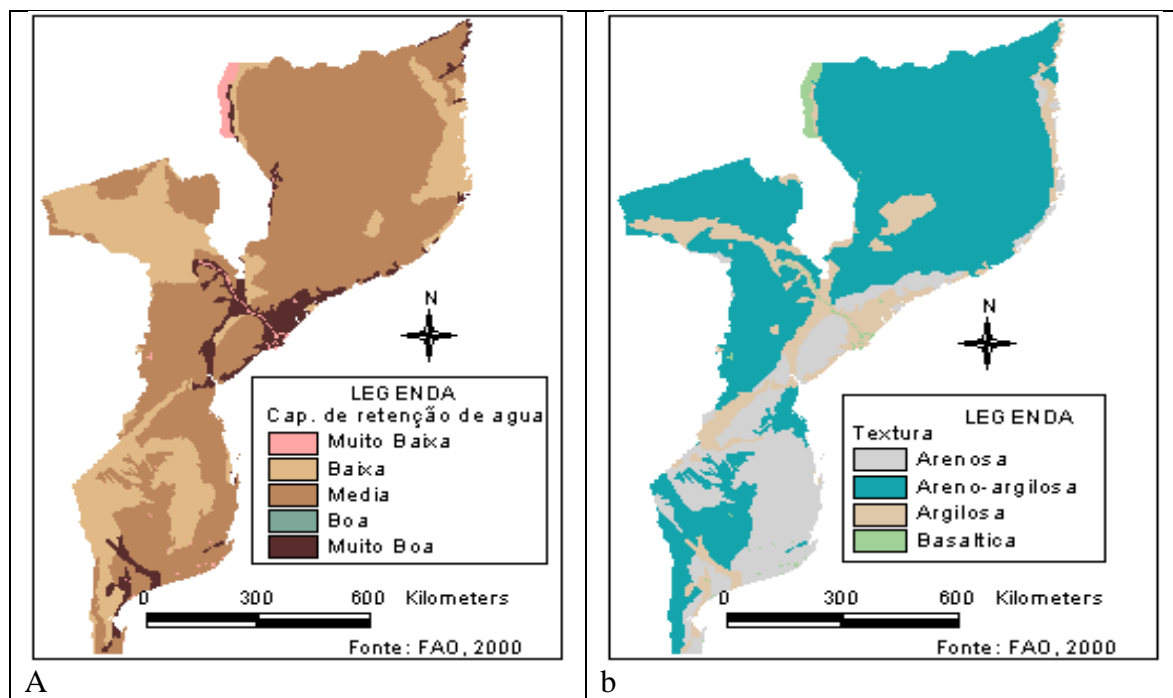 N
LEGENDA
Cap. de retenção de agua
Muito Baixa
Baixa
Media
Boa
Muito Boa
0 300 600 Kilometers
Fonte: FAO, 2000
A
N
LEGENDA
Textura
Arenosa
Areno-argilosa
Argilosa
Basaltica
0 300 600 Kilometers
Fonte: FAO, 2000
b